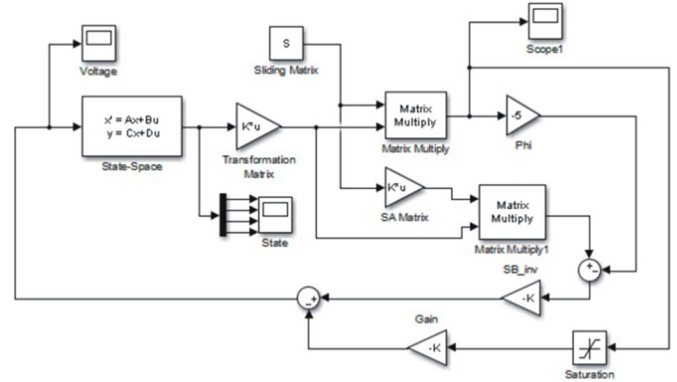 Voltage
S
Sliding Matrix
Scope1
x' = Ax+Bu
y = Cx+Du
State-Space
K*u
Transformation
Matrix
Matrix
Multiply
Matrix Multiply
-5
Phi
State
K*u
SA Matrix
Matrix
Multiply
Matrix Multiply1
SB_inv
-K
Gain
-K
Saturation